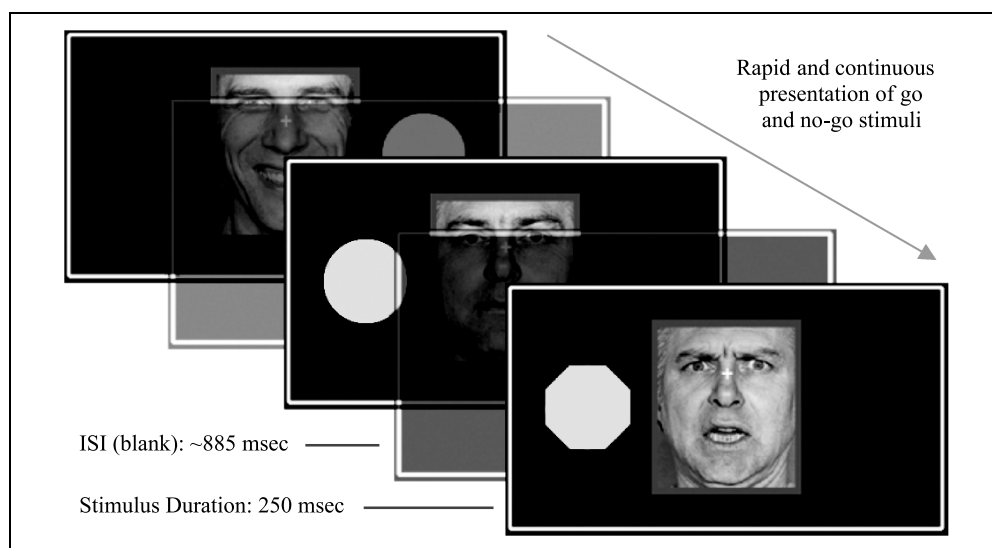 Rapid and continuous
presentation of go
and no-go stimuli
ISI (blank): ~885 msec
Stimulus Duration: 250 msec